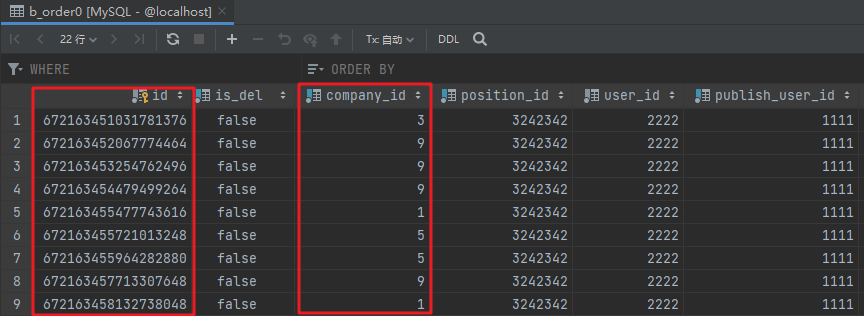 b_order0 [MySQL - @localhost]
22 行 Tx: 自动 DDL
WHERE ORDER BY
id is_del company_id position_id user_id publish_user_id
1 672163451031781376 false 3 3242342 2222 1111
2 672163452067774464 false 9 3242342 2222 1111
3 672163453254762496 false 9 3242342 2222 1111
4 672163454479499264 false 9 3242342 2222 1111
5 672163455477743616 false 1 3242342 2222 1111
6 672163455721013248 false 5 3242342 2222 1111
7 672163455964282880 false 5 3242342 2222 1111
8 672163457713307648 false 9 3242342 2222 1111
9 672163458132738048 false 1 3242342 2222 1111